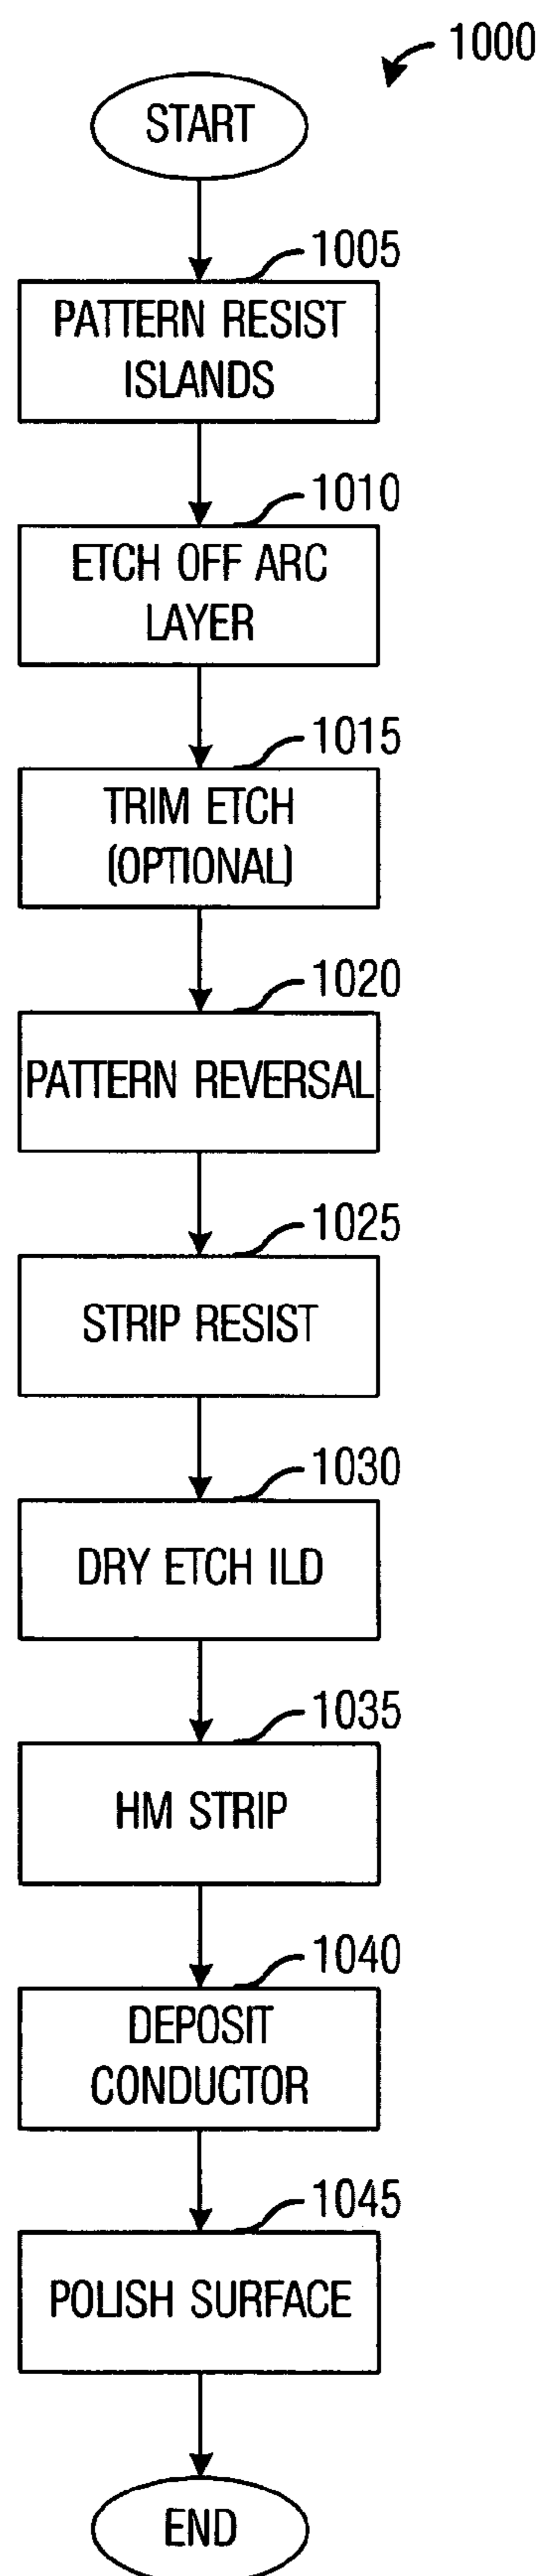 1000
START
1005
PATTERN RESIST
ISLANDS
1010
ETCH OFF ARC
LAYER
1015
TRIM ETCH
(OPTIONAL)
1020
PATTERN REVERSAL
1025
STRIP RESIST
1030
DRY ETCH ILD
1035
HM STRIP
1040
DEPOSIT
CONDUCTOR
1045
POLISH SURFACE
END